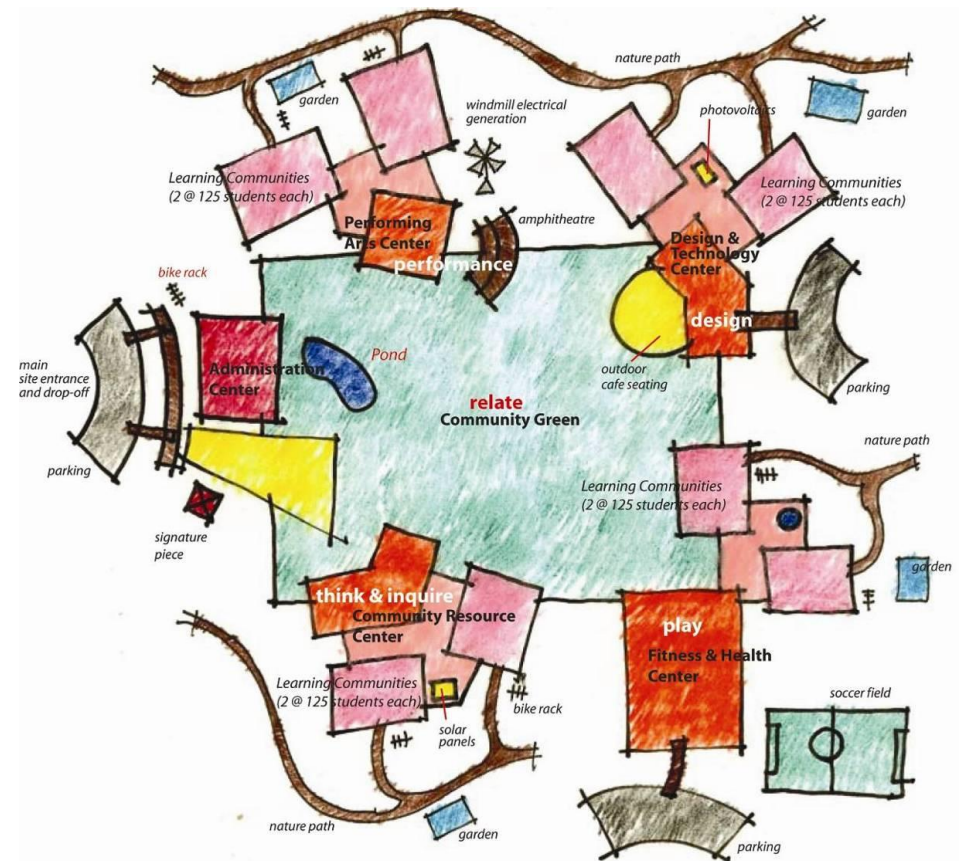 nature path
garden
windmill electrical
generation
photovoltaics
garden
Learning Communities
(2 @ 125 students each)
Learning Communities
(2 @ 125 students each)
Performing
Arts Center
amphitheatre
performance
Design &
Technology
Center
bike rack
design
main
site entrance
and drop-off
Administration
Center
Pond
outdoor
cafe seating
parking
relate
Community Green
parking
nature path
Learning Communities
(2 @ 125 students each)
signature
piece
garden
think & inquire
Community Resource
Center
play
Fitness & Health
Center
Learning Communities
(2 @ 125 students each)
bike rack
solar
panels
soccer field
nature path
garden
parking